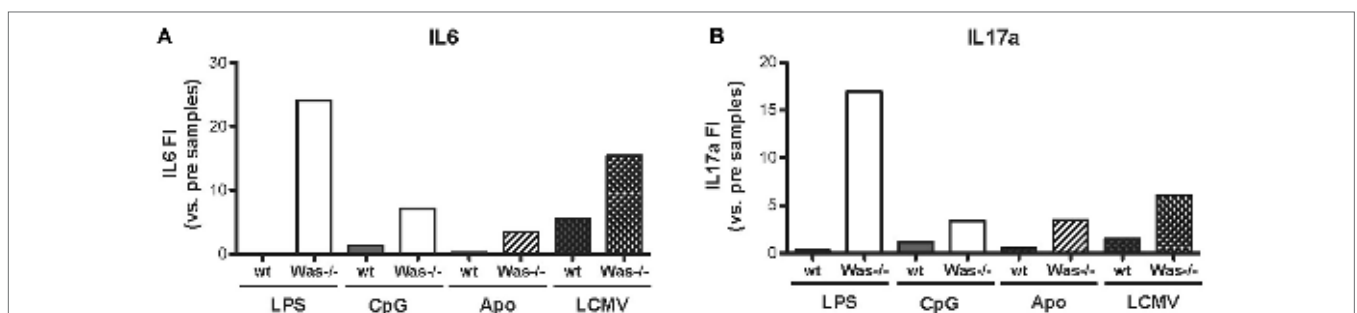 A
IL6
IL6 FI
(vs. pre samples)
30
20
10
0
wt Was-/- wt Was-/- wt Was-/- wt Was-/-
LPS CpG Apo LCMV
B
IL17a
IL17a FI
(vs. pre samples)
20
15
10
5
0
wt Was-/- wt Was-/- wt Was-/- wt Was-/-
LPS CpG Apo LCMV